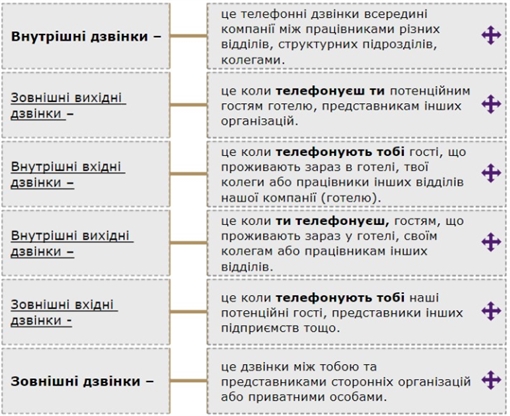 Внутрішні дзвінки –
це телефонні дзвінки всередині
компанії між працівниками різних
відділів, структурних підрозділів,
колегами.
Зовнішні вихідні
дзвінки –
це коли телефонуєш ти потенційним
гостям готелю, представникам інших
організацій.
Внутрішні вхідні
дзвінки –
це коли телефонують тобі гості, що
проживають зараз в готелі, твої
колеги або працівники інших відділів
нашої компанії (готелю).
Внутрішні вихідні
дзвінки –
це коли ти телефонуєш, гостям, що
проживають зараз у готелі, своїм
колегам або працівникам інших
відділів.
Зовнішні вхідні
дзвінки -
це коли телефонують тобі наші
потенційні гості, представники інших
підприємств тощо.
Зовнішні дзвінки –
це дзвінки між тобою та
представниками сторонніх організацій
або приватними особами.